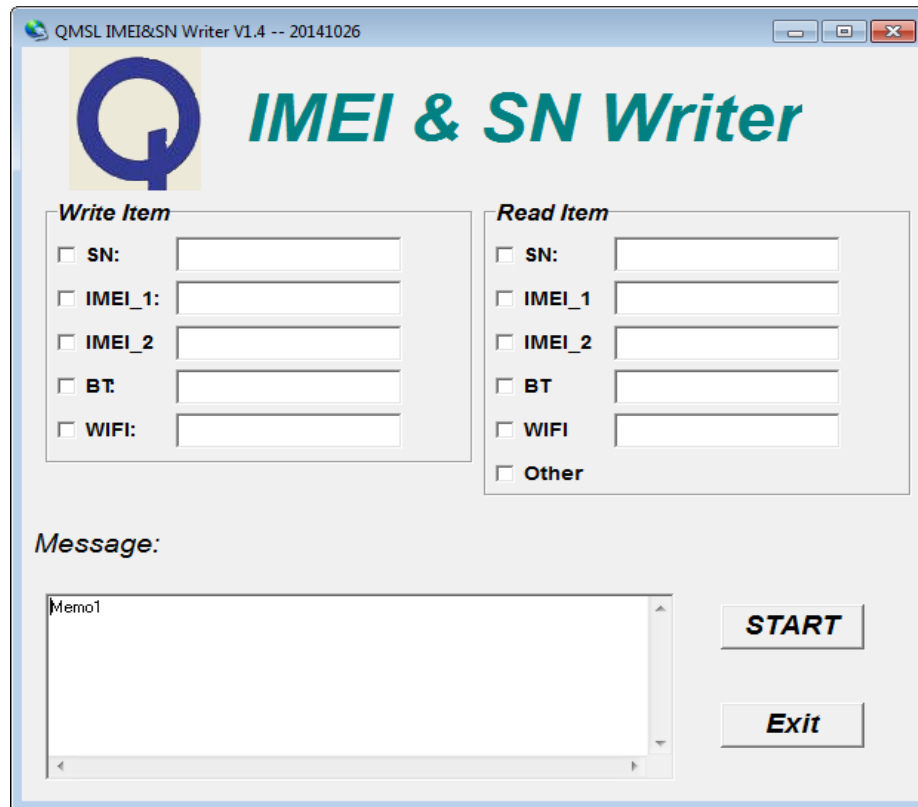 QMSL IMEI&SN Writer V1.4 -- 20141026
IMEI & SN Writer
Write Item
SN:
IMEI_1:
IMEI_2
BT:
WIFI:
Read Item
SN:
IMEI_1
IMEI_2
BT
WIFI
Other
Message:
Memo1
START
Exit